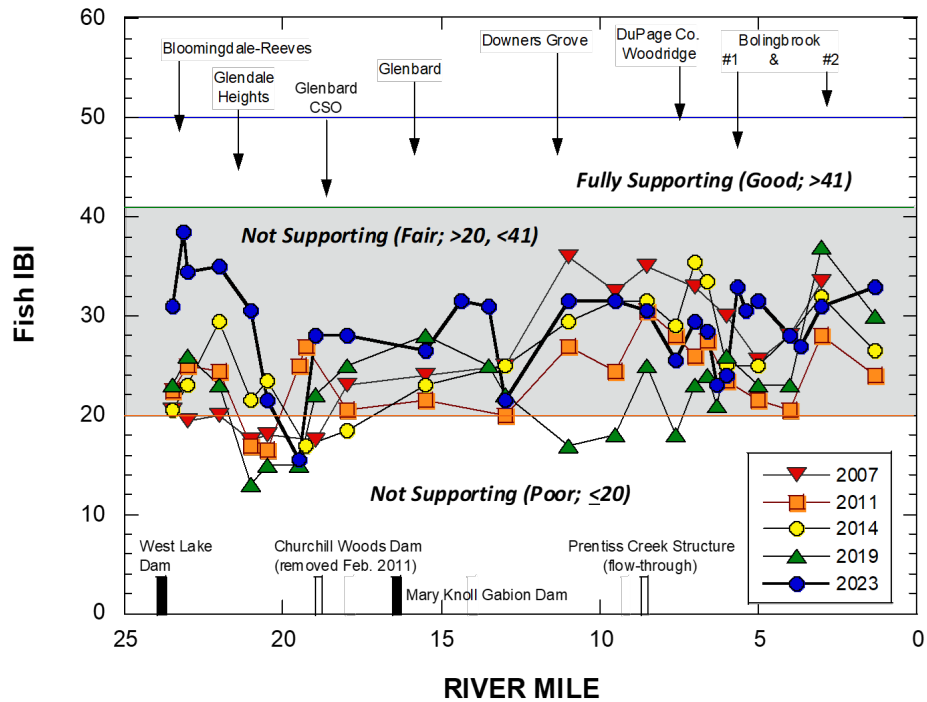 60
50
40
30
20
10
0
Fish IBI
Bloomingdale-Reeves
Glendale
Heights
Glenbard
CSO
Glenbard
Downers Grove
DuPage Co.
Woodridge
Bolingbrook
#1 & #2
Fully Supporting (Good; >41)
Not Supporting (Fair; >20, <41)
Not Supporting (Poor; ≤20)
2007
2011
2014
2019
2023
West Lake
Dam
Churchill Woods Dam
(removed Feb. 2011)
Mary Knoll Gabion Dam
Prentiss Creek Structure
(flow-through)
25 20 15 10 5 0
RIVER MILE